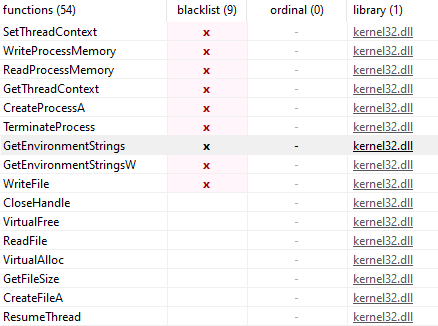 functions (54) blacklist (9) ordinal (0) library (1)
SetThreadContext x - kernel32.dll
WriteProcessMemory x - kernel32.dll
ReadProcessMemory x - kernel32.dll
GetThreadContext x - kernel32.dll
CreateProcessA x - kernel32.dll
TerminateProcess x - kernel32.dll
GetEnvironmentStrings x - kernel32.dll
GetEnvironmentStringsW x - kernel32.dll
WriteFile x - kernel32.dll
CloseHandle - kernel32.dll
VirtualFree - kernel32.dll
ReadFile - kernel32.dll
VirtualAlloc - kernel32.dll
GetFileSize - kernel32.dll
CreateFileA - kernel32.dll
ResumeThread - kernel32.dll